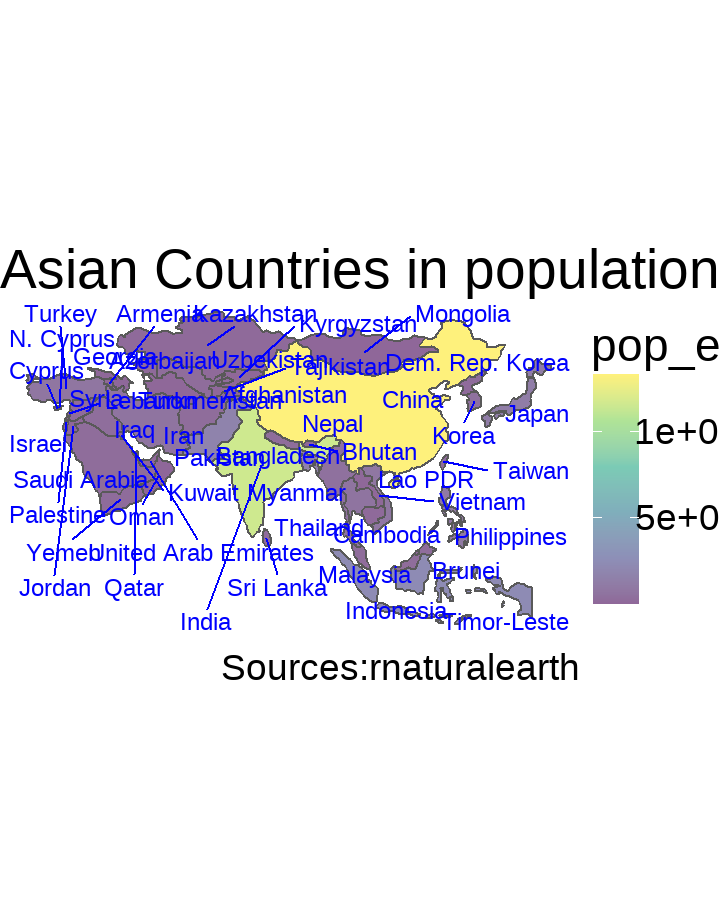 Asian Countries in population
Turkey
Armenia
Kazakhstan
Kyrgyzstan
Mongolia
N. Cyprus
Georgia
Azerbaijan
Uzbekistan
Tajikistan
Dem. Rep. Korea
Cyprus
Syria
Lebanon
Turkmenistan
Afghanistan
China
Japan
Israel
Iraq
Iran
Nepal
Korea
Pakistan
Bangladesh
Bhutan
Taiwan
Saudi Arabia
Kuwait
Myanmar
Lao PDR
Vietnam
Palestine
Oman
Thailand
Cambodia
Philippines
Yemen
United Arab Emirates
Jordan
Qatar
Sri Lanka
Malaysia
Brunei
India
Indonesia
Timor-Leste
pop_e
1e+0
5e+0
Sources:rnaturalearth